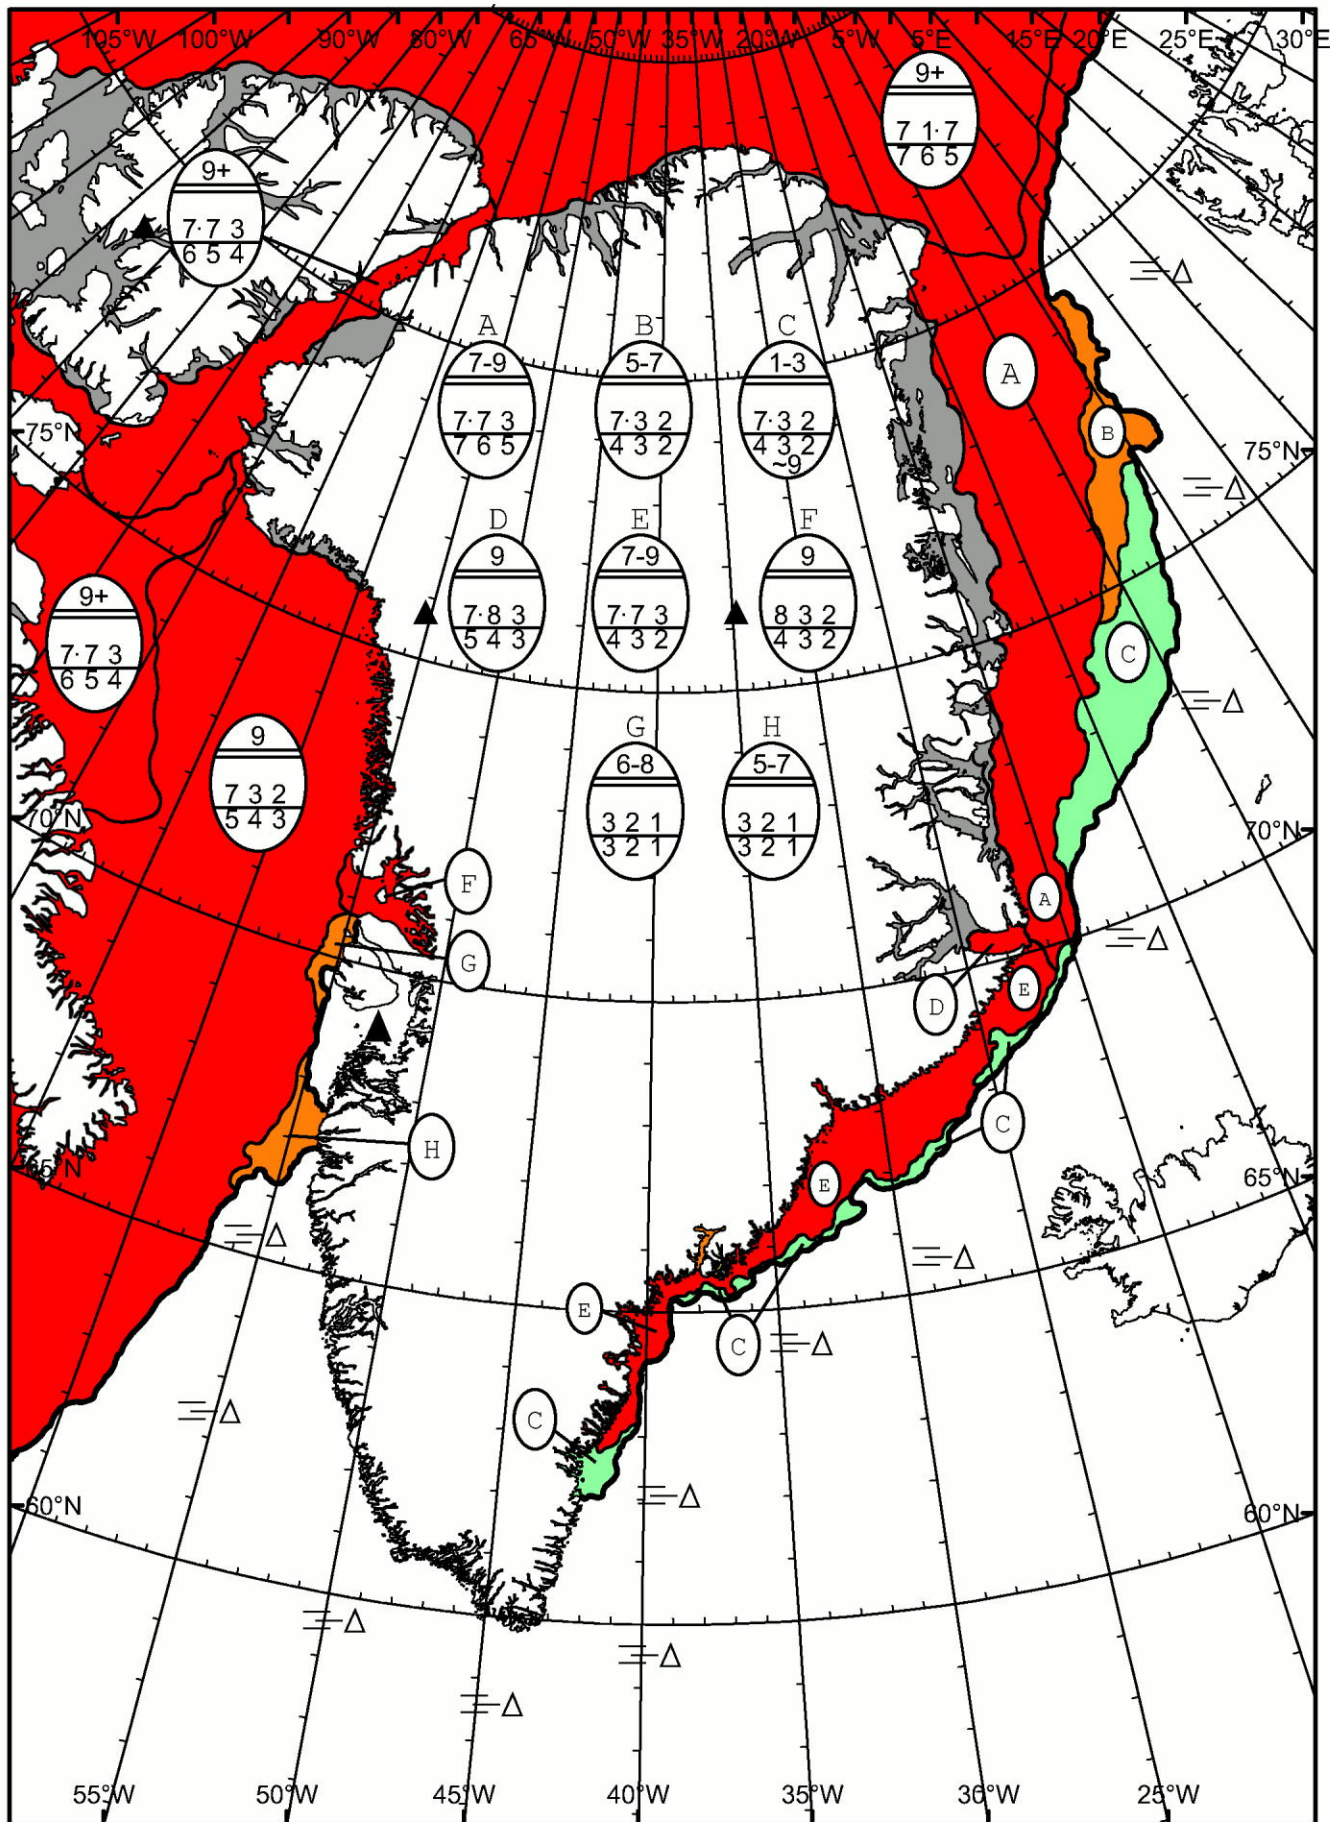 105°W 100°W 90°W 80°W 65°W 50°W 35°W 20°W 5°W 5°E 15°E 20°E 25°E 30°E
9+
7 1·7
7 6 5
9+
7·7 3
6 5 4
A B C
7-9 5-7 1-3
7·7 3 7·3 2 7·3 2
7 6 5 4 3 2 4 3 2
~9
A
B
75°N 75°N
D E F
9 7-9 9
7·8 3 7·7 3 8 3 2
5 4 3 4 3 2 4 3 2
9+
7·7 3
6 5 4
C
G H
9 6-8 5-7
7 3 2 3 2 1 3 2 1
5 4 3 3 2 1 3 2 1
70°N 70°N
F A
G E
D
C
H
65°N 65°N
E
E
C
C
60°N 60°N
55°W 50°W 45°W 40°W 35°W 30°W 25°W